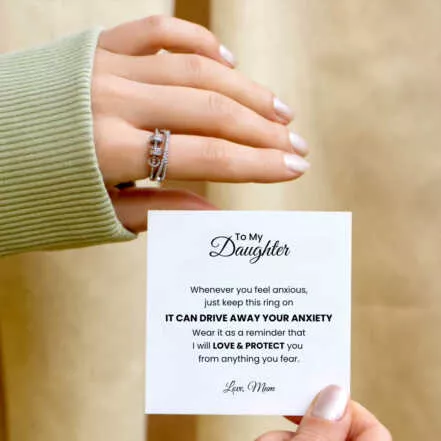 To My
Daughter
Whenever you feel anxious,
just keep this ring on
IT CAN DRIVE AWAY YOUR ANXIETY
Wear it as a reminder that
I will LOVE & PROTECT you
from anything you fear.
Love, Mum